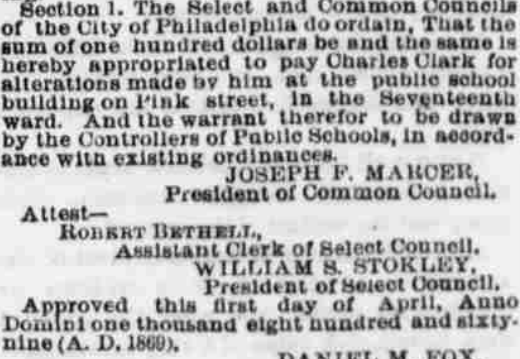 Section 1. The Select and Common Councils
of the City of Philadelphia do ordain, That the
sum of one hundred dollars be and the same is
hereby appropriated to pay Charles Clark for
alterations made by him at the public school
building on Pink street, in the Seventeenth
ward. And the warrant therefor to be drawn
by the Controllers of Public Schools, in accord-
ance with existing ordinances.
JOSEPH F. MARCER,
President of Common Council.
Attest—
ROBERT BETHELL,
Assistant Clerk of Select Council.
WILLIAM S. STOKLEY,
President of Select Council.
Approved this first day of April, Anno
Domini one thousand eight hundred and sixty-
nine (A. D. 1869).
DANIEL M. FOX,